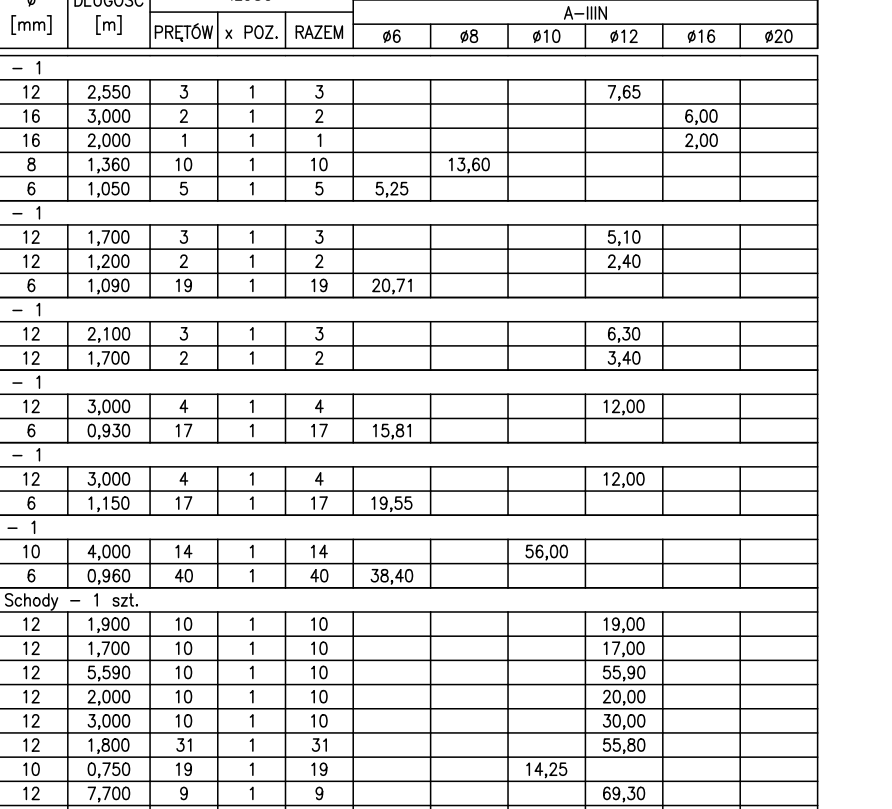 ø DŁUGOŚĆ A–IIIN
[mm] [m] PRĘTÓW x POZ. RAZEM ø6 ø8 ø10 ø12 ø16 ø20
– 1
12 2,550 3 1 3 7,65
16 3,000 2 1 2 6,00
16 2,000 1 1 1 2,00
8 1,360 10 1 10 13,60
6 1,050 5 1 5 5,25
– 1
12 1,700 3 1 3 5,10
12 1,200 2 1 2 2,40
6 1,090 19 1 19 20,71
– 1
12 2,100 3 1 3 6,30
12 1,700 2 1 2 3,40
– 1
12 3,000 4 1 4 12,00
6 0,930 17 1 17 15,81
– 1
12 3,000 4 1 4 12,00
6 1,150 17 1 17 19,55
– 1
10 4,000 14 1 14 56,00
6 0,960 40 1 40 38,40
Schody – 1 szt.
12 1,900 10 1 10 19,00
12 1,700 10 1 10 17,00
12 5,590 10 1 10 55,90
12 2,000 10 1 10 20,00
12 3,000 10 1 10 30,00
12 1,800 31 1 31 55,80
10 0,750 19 1 19 14,25
12 7,700 9 1 9 69,30